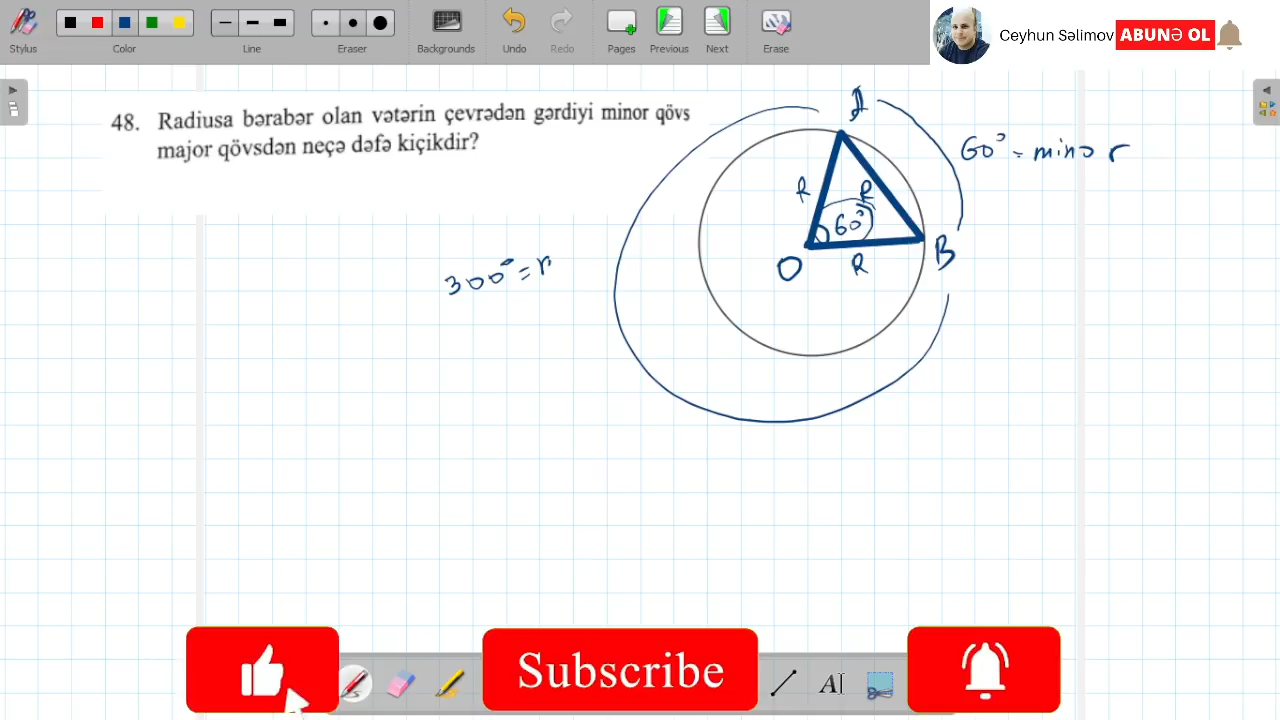 Stylus
Color
Line
Eraser
Backgrounds
Undo
Redo
Pages
Previous
Next
Erase
Ceyhun Səlimov
ABUNƏ OL
48. Radiusa bərabər olan vətərin çevrədən gərdiyi minor qövs
major qövsdən neçə dəfə kiçikdir?
A
60° = minor
R
R
60°
O
R
B
300° =
Subscribe
AI